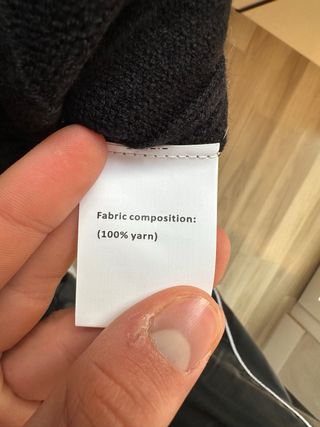 Fabric composition:
(100% yarn)